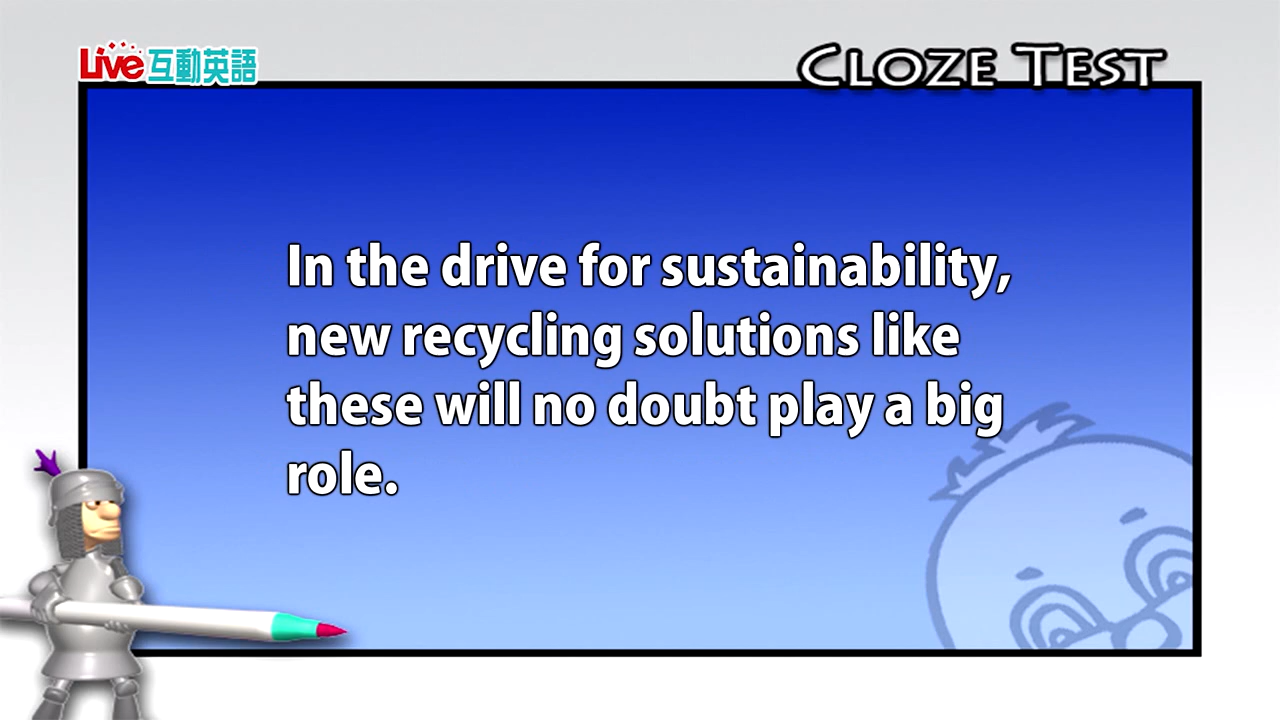 Live互動英語
CLOZE TEST
In the drive for sustainability,
new recycling solutions like
these will no doubt play a big
role.